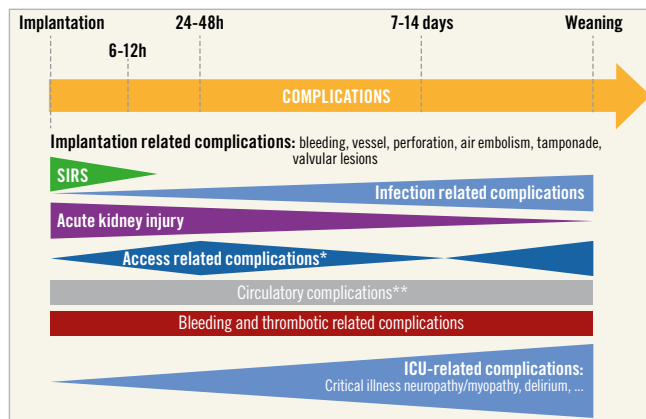 Implantation
24-48h
7-14 days
Weaning
6-12h
COMPLICATIONS
Implantation related complications: bleeding, vessel, perforation, air embolism, tamponade,
valvular lesions
SIRS
Infection related complications
Acute kidney injury
Access related complications*
Circulatory complications**
Bleeding and thrombotic related complications
ICU-related complications:
Critical illness neuropathy/myopathy, delirium, ...